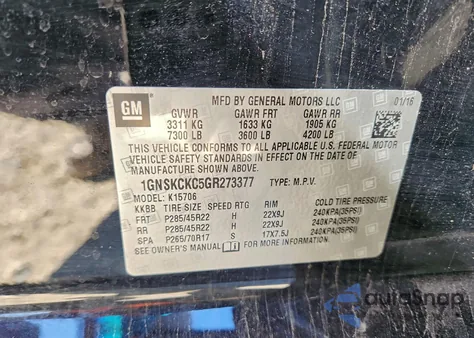 GM
MFD BY GENERAL MOTORS LLC 01/16
GVWR GAWR FRT GAWR RR
3311 KG 1633 KG 1905 KG
7300 LB 3600 LB 4200 LB
THIS VEHICLE CONFORMS TO ALL APPLICABLE U.S. FEDERAL MOTOR
VEHICLE SAFETY STANDARDS IN EFFECT ON THE DATE OF
MANUFACTURE SHOWN ABOVE.
1GNSKCKC5GR273377 TYPE: M.P.V.
MODEL: K15706
KKBB TIRE SIZE SPEED RTG RIM COLD TIRE PRESSURE
FRT P285/45R22 H 22X9J 240KPA(35PSI)
RR P285/45R22 H 22X9J 240KPA(35PSI)
SPA P265/70R17 17X7.5J 240KPA(35PSI)
SEE OWNER'S MANUAL
autoSnap